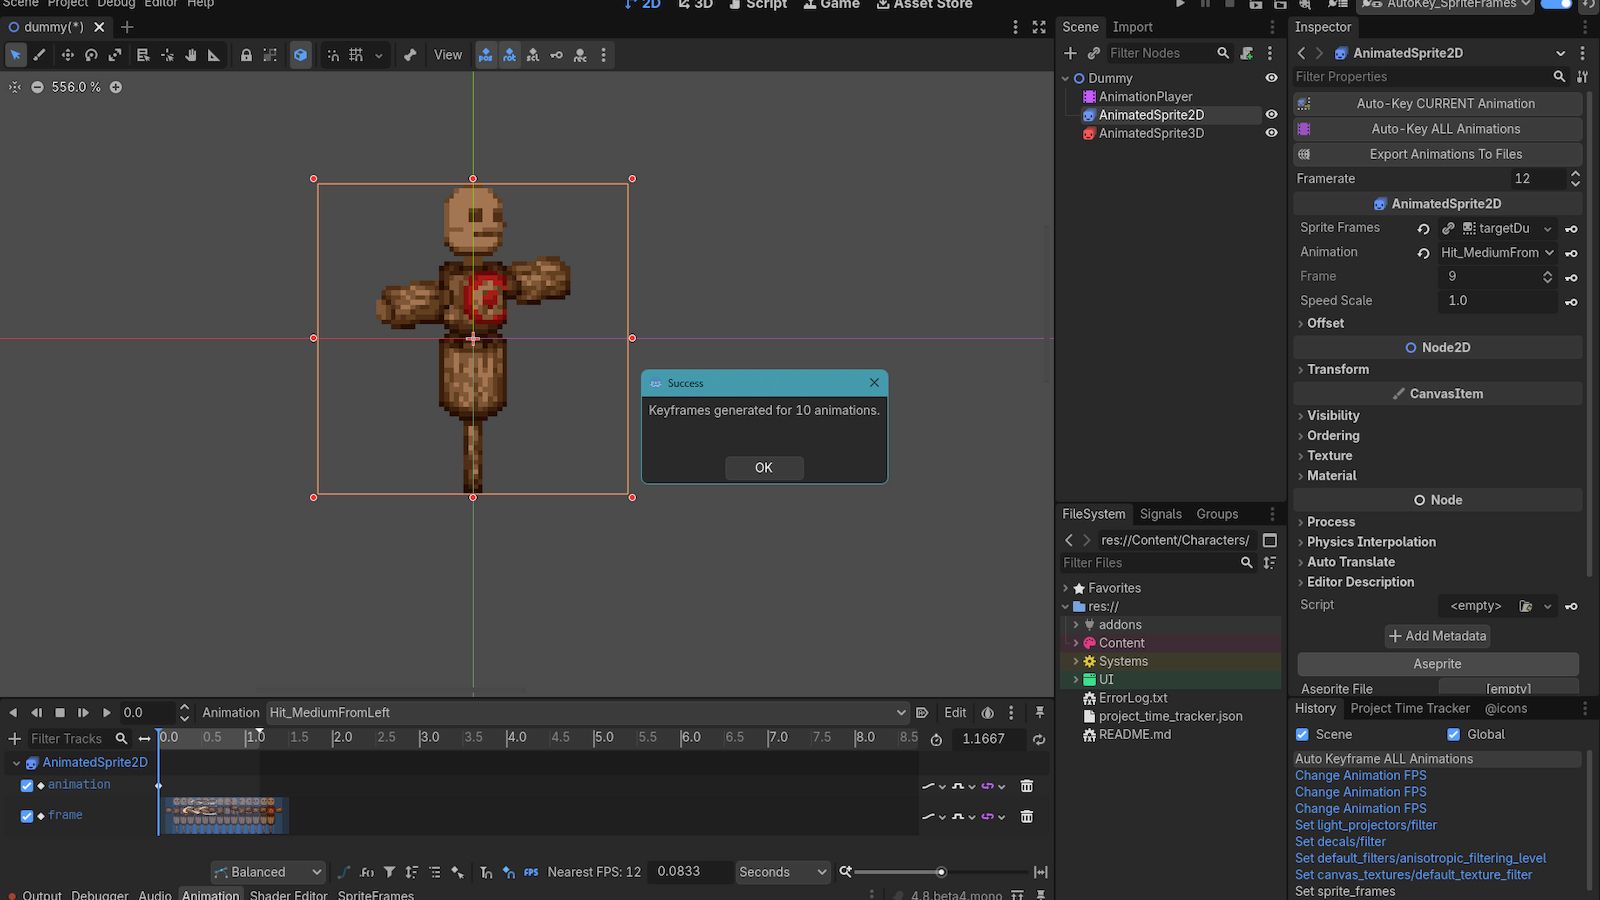 Scene Project Debug Editor Help
2D 3D Script Game Asset Store
AutoKey_SpriteFrames
dummy(*)
View
556.0 %
Success
Keyframes generated for 10 animations.
OK
Scene Import
Filter Nodes
Dummy
AnimationPlayer
AnimatedSprite2D
AnimatedSprite3D
FileSystem Signals Groups
res://Content/Characters/
Filter Files
Favorites
res://
addons
Content
Systems
UI
ErrorLog.txt
project_time_tracker.json
README.md
Inspector
AnimatedSprite2D
Filter Properties
Auto-Key CURRENT Animation
Auto-Key ALL Animations
Export Animations To Files
Framerate 12
AnimatedSprite2D
Sprite Frames targetDu
Animation Hit_MediumFrom
Frame 9
Speed Scale 1.0
Offset
Node2D
Transform
CanvasItem
Visibility
Ordering
Texture
Material
Node
Process
Physics Interpolation
Auto Translate
Editor Description
Script <empty>
Add Metadata
Aseprite
Aseprite File [empty]
History Project Time Tracker @icons
Scene Global
Auto Keyframe ALL Animations
Change Animation FPS
Change Animation FPS
Change Animation FPS
Set light_projectors/filter
Set decals/filter
Set default_filters/anisotropic_filtering_level
Set canvas_textures/default_texture_filter
Set sprite_frames
0.0 Animation Hit_MediumFromLeft Edit
Filter Tracks 0.0 0.5 1.0 1.5 2.0 2.5 3.0 3.5 4.0 4.5 5.0 5.5 6.0 6.5 7.0 7.5 8.0 8.5 1.1667
AnimatedSprite2D
animation
frame
Balanced Nearest FPS: 12 0.0833 Seconds
Output Debugger Audio Animation Shader Editor SpriteFrames 4.8.beta4.mono